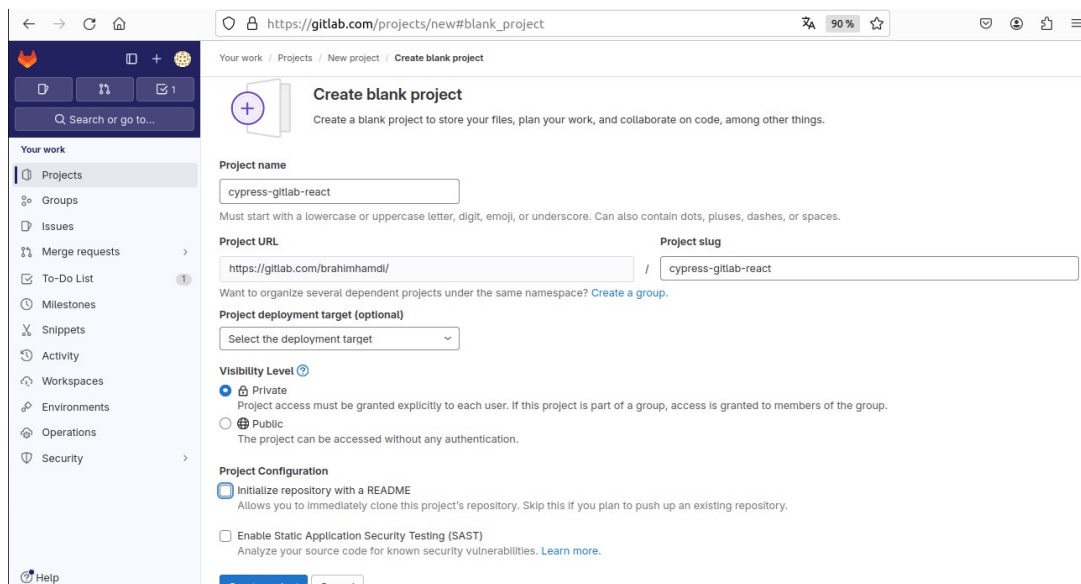 https://gitlab.com/projects/new#blank_project
90 %
Your work / Projects / New project / Create blank project
1
Search or go to...
Your work
Projects
Groups
Issues
Merge requests
To-Do List 1
Milestones
Snippets
Activity
Workspaces
Environments
Operations
Security
Help
Create blank project
Create a blank project to store your files, plan your work, and collaborate on code, among other things.
Project name
cypress-gitlab-react
Must start with a lowercase or uppercase letter, digit, emoji, or underscore. Can also contain dots, pluses, dashes, or spaces.
Project URL
https://gitlab.com/brahimhamdi/
/
Project slug
cypress-gitlab-react
Want to organize several dependent projects under the same namespace? Create a group.
Project deployment target (optional)
Select the deployment target
Visibility Level
Private
Project access must be granted explicitly to each user. If this project is part of a group, access is granted to members of the group.
Public
The project can be accessed without any authentication.
Project Configuration
Initialize repository with a README
Allows you to immediately clone this project's repository. Skip this if you plan to push up an existing repository.
Enable Static Application Security Testing (SAST)
Analyze your source code for known security vulnerabilities. Learn more.